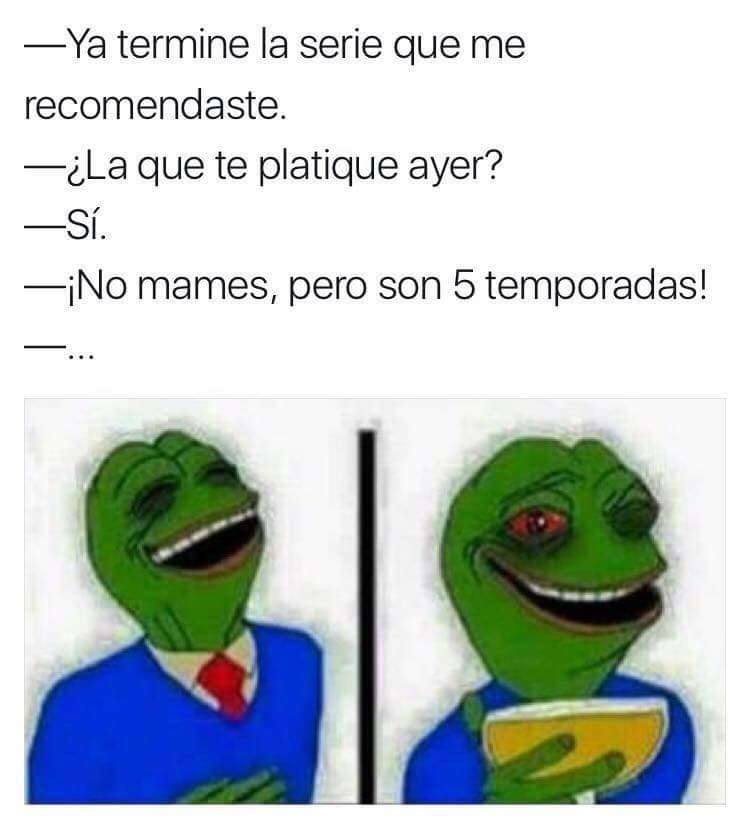 —Ya termine la serie que me
recomendaste.
—¿La que te platique ayer?
—Sí.
—¡No mames, pero son 5 temporadas!
—...